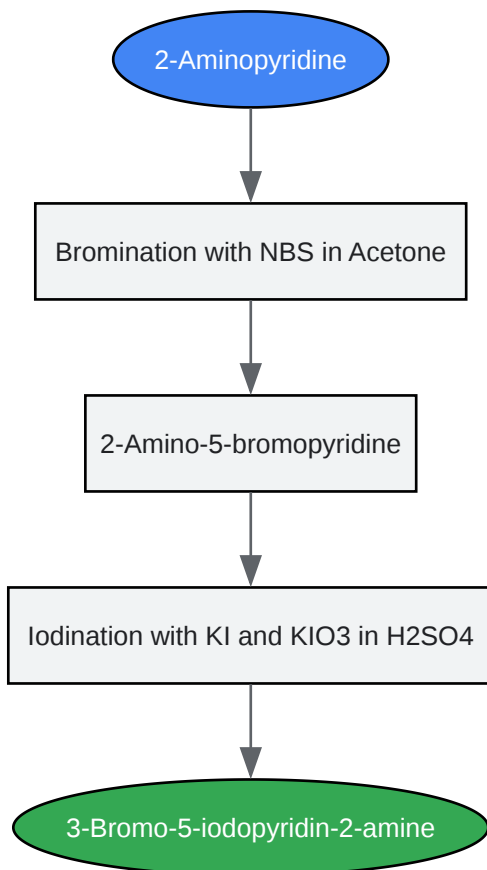 2-Aminopyridine
Bromination with NBS in Acetone
2-Amino-5-bromopyridine
Iodination with KI and KIO3 in H2SO4
3-Bromo-5-iodopyridin-2-amine